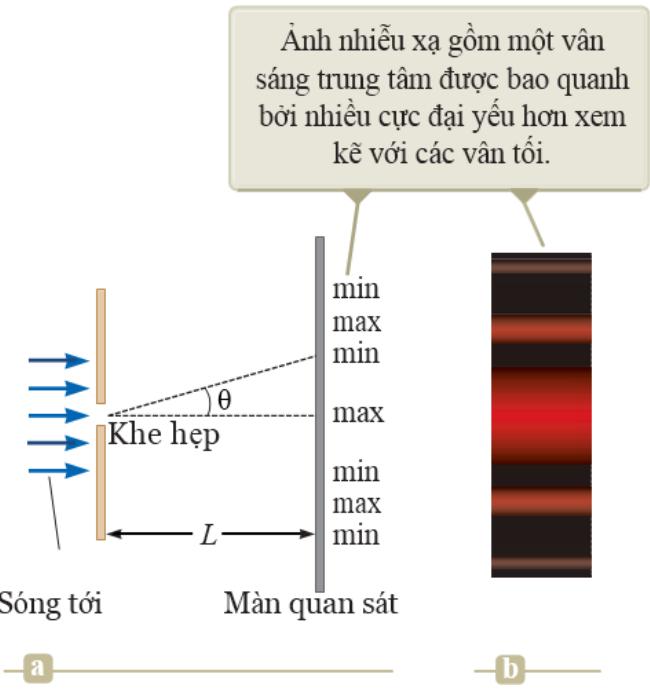 Ảnh nhiễu xạ gồm một vân
sáng trung tâm được bao quanh
bởi nhiều cực đại yếu hơn xem
kẽ với các vân tối.
min
max
min
θ
max
Khe hẹp
min
max
L
min
Sóng tới
Màn quan sát
a
b